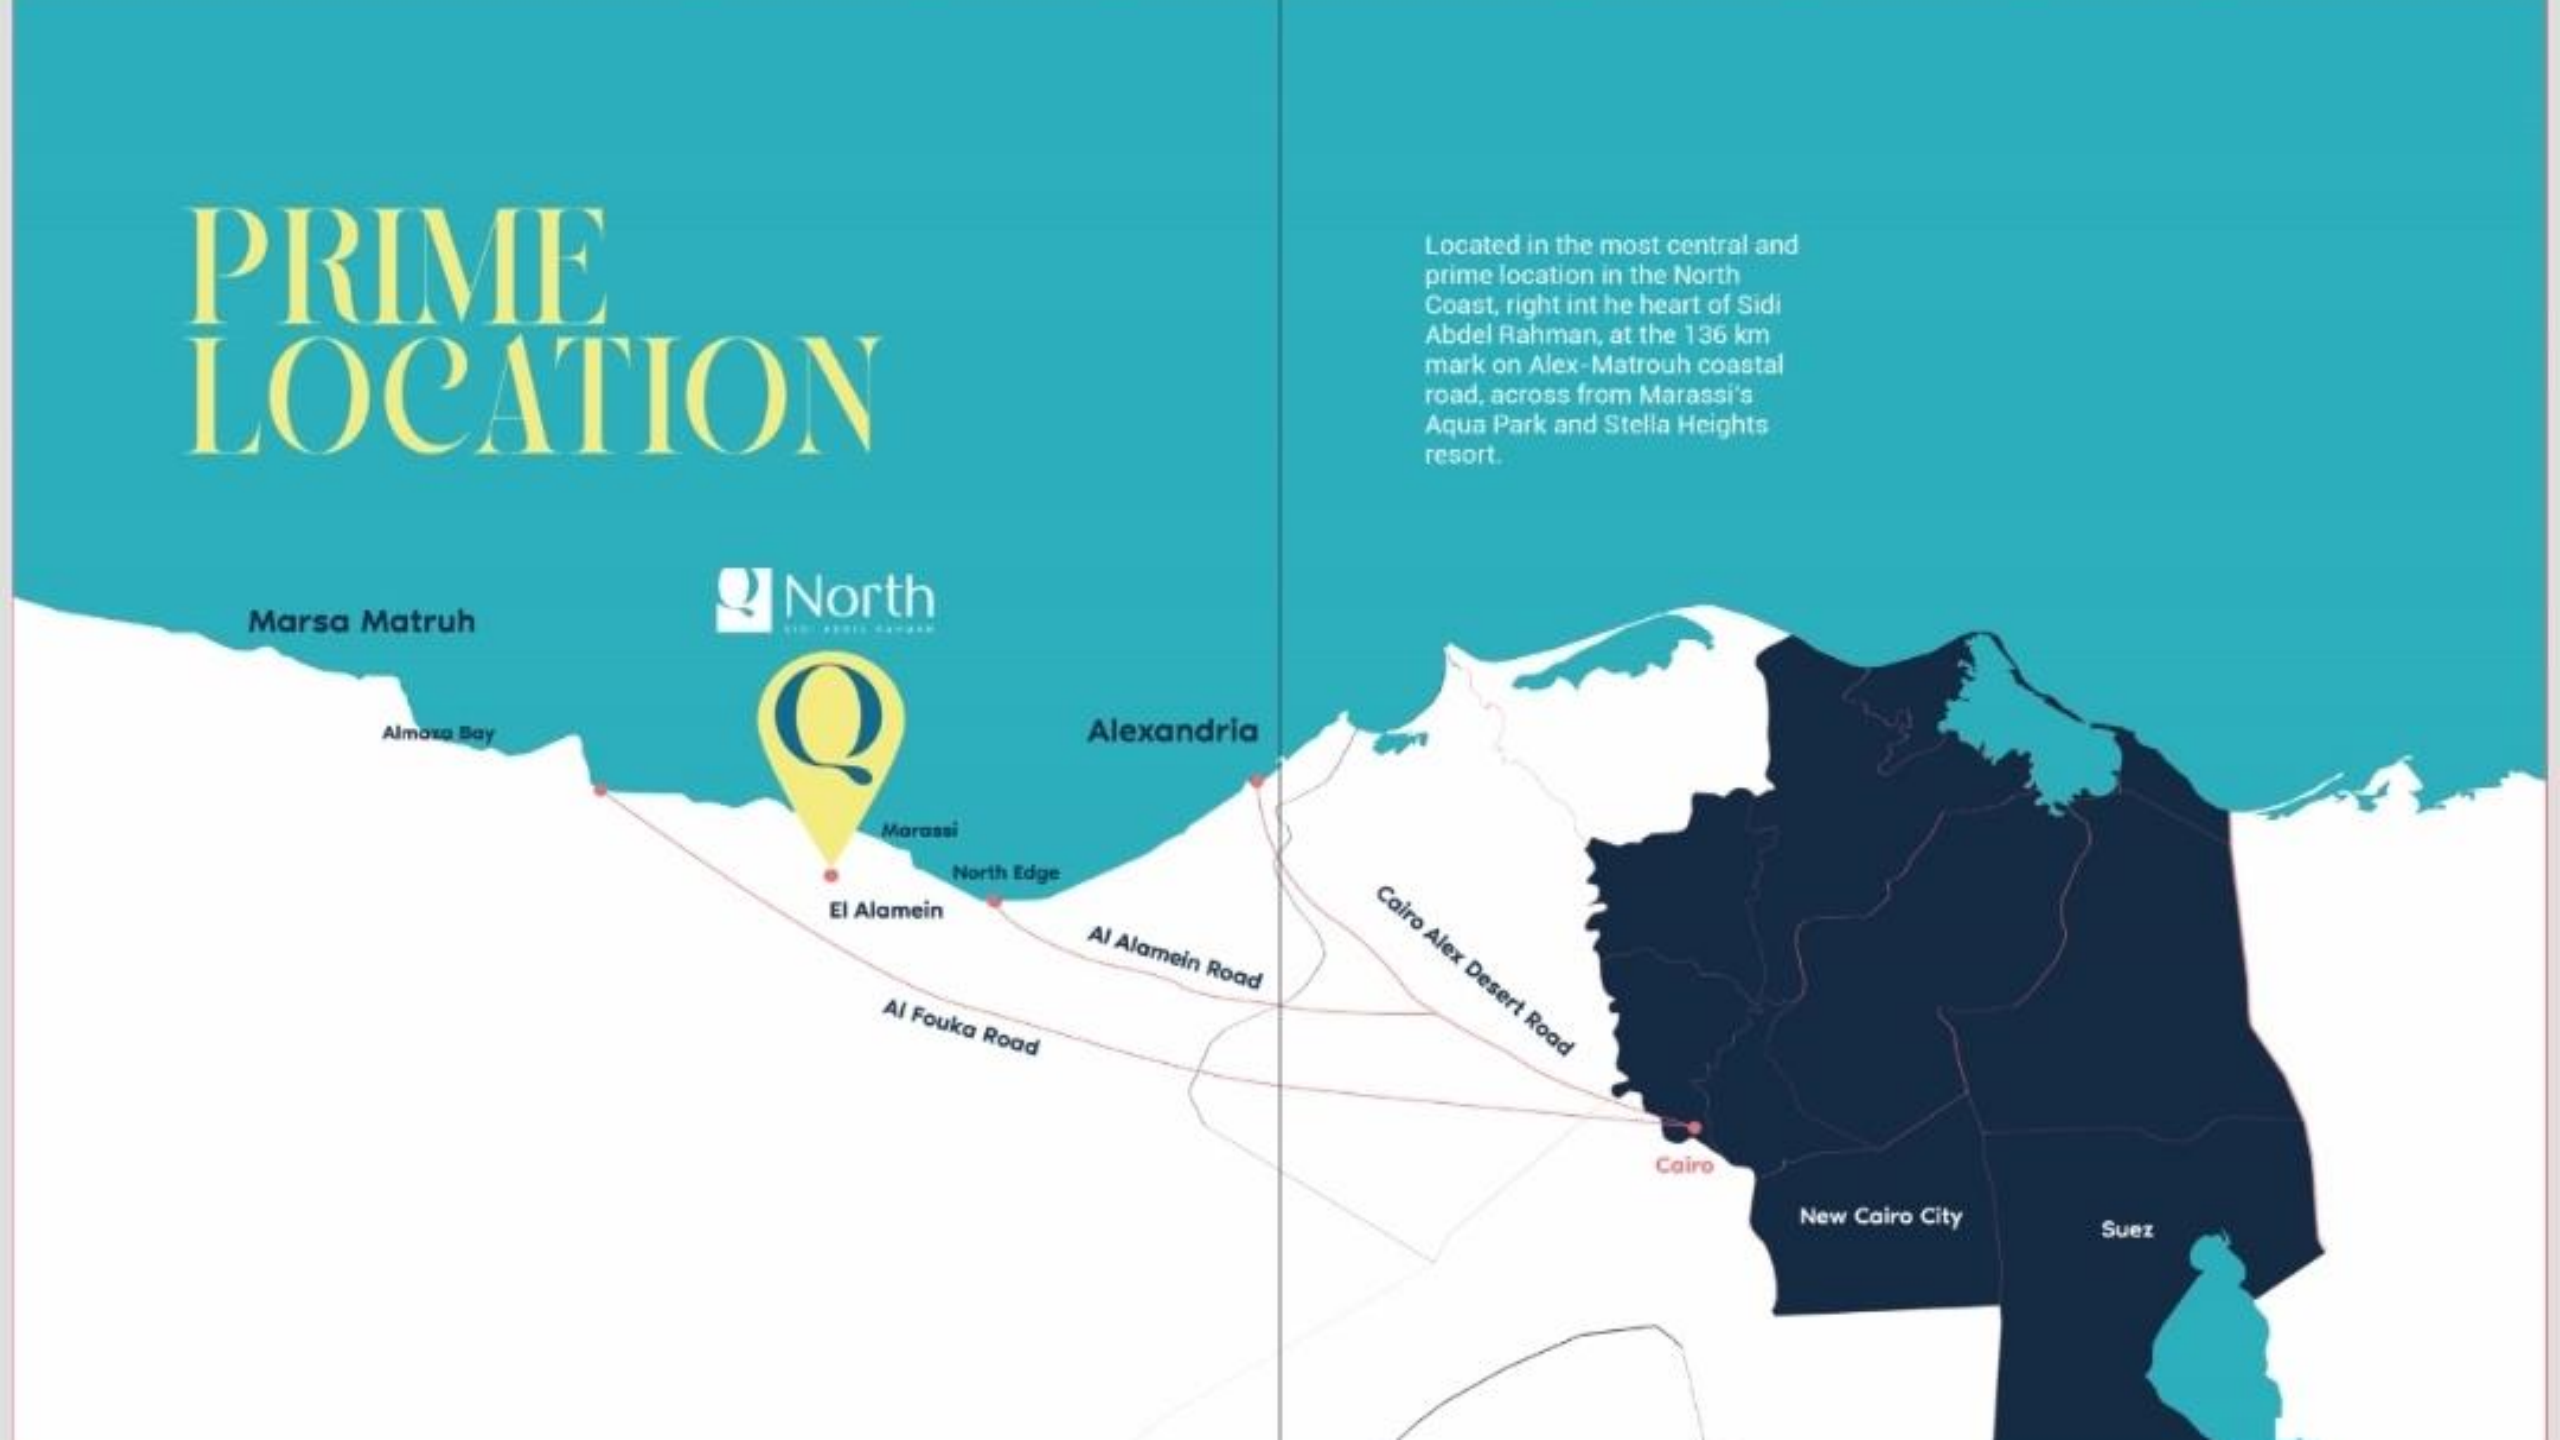 PRIME
LOCATION
Located in the most central and
prime location in the North
Coast, right int he heart of Sidi
Abdel Rahman, at the 136 km
mark on Alex-Matrouh coastal
road, across from Marassi's
Aqua Park and Stella Heights
resort.
Q North
SIDI ABDEL RAHMAN
Marsa Matruh
Q
Almaza Bay
Alexandria
Marassi
North Edge
El Alamein
Al Alamein Road
Cairo Alex Desert Road
Al Fouka Road
Cairo
New Cairo City
Suez